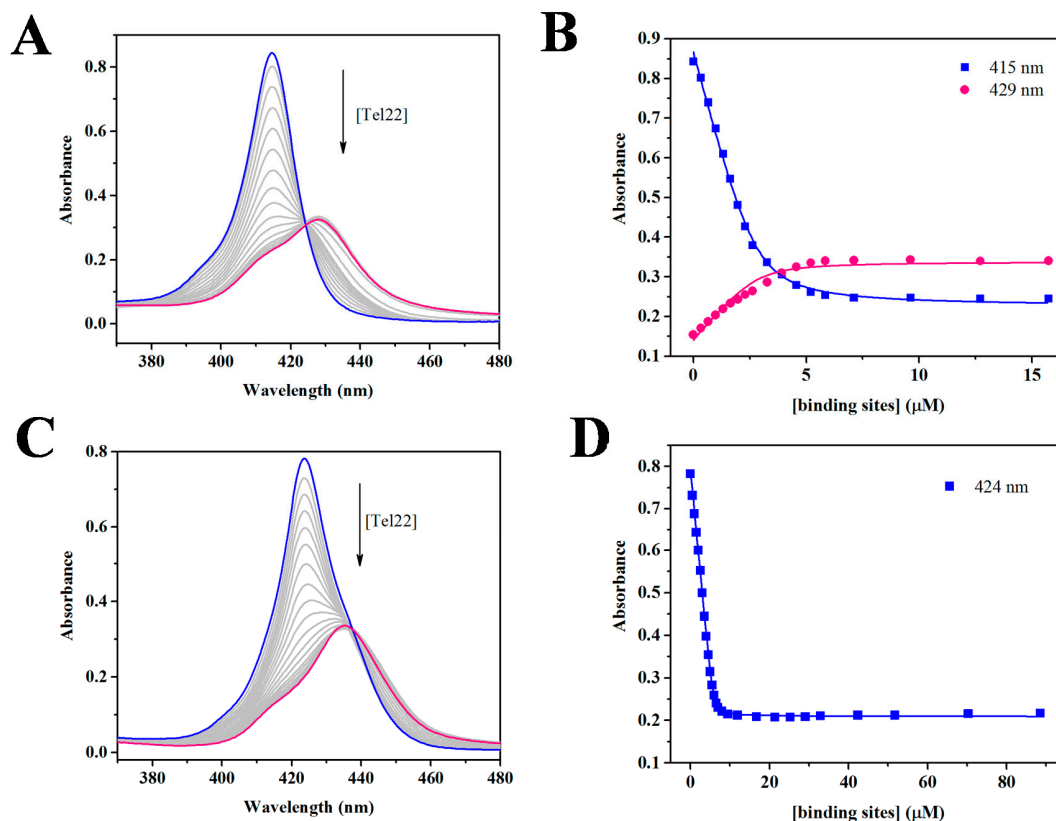 A
0.8
0.6
0.4
0.2
0.0
Absorbance
[Tel22]
380
400
420
440
460
480
Wavelength (nm)
B
0.9
0.8
0.7
0.6
0.5
0.4
0.3
0.2
0.1
Absorbance
415 nm
429 nm
0
5
10
15
[binding sites] (μM)
C
0.8
0.6
0.4
0.2
0.0
Absorbance
[Tel22]
380
400
420
440
460
480
Wavelength (nm)
D
0.8
0.7
0.6
0.5
0.4
0.3
0.2
0.1
Absorbance
424 nm
0
20
40
60
80
[binding sites] (μM)